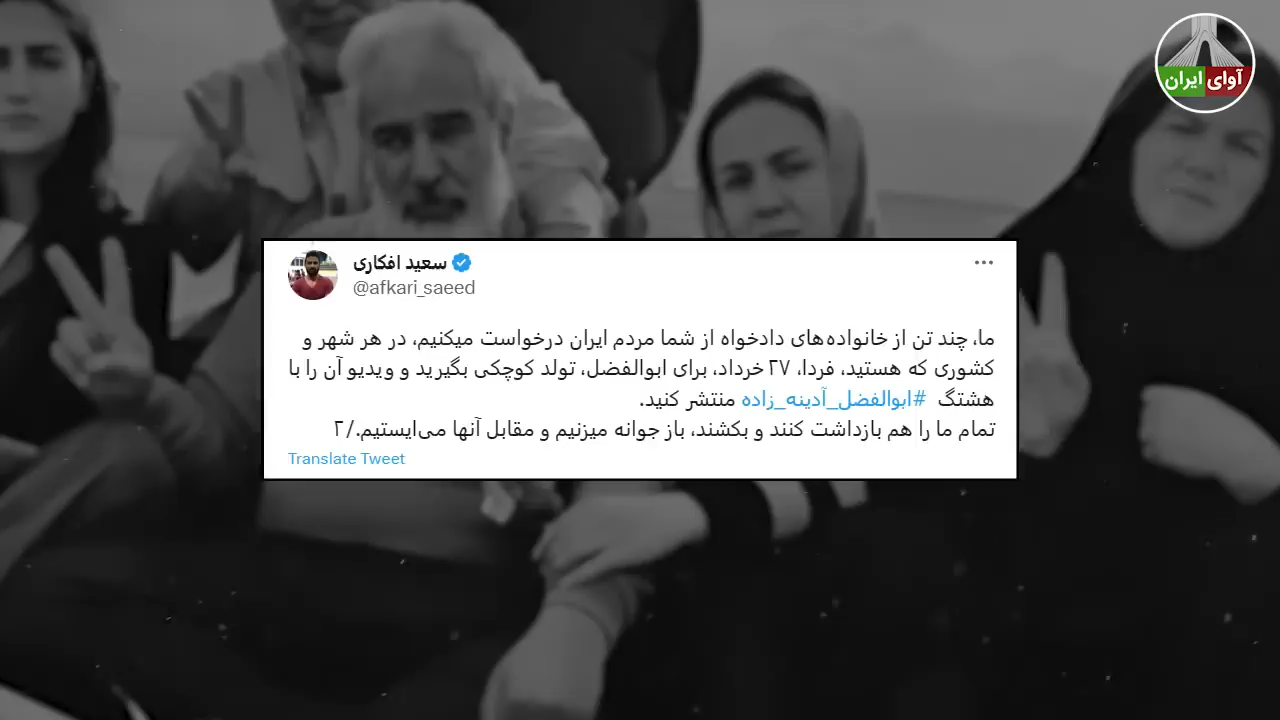 آوای ایران
سعید افکاری
@afkari_saeed
ما، چند تن از خانواده‌های دادخواه از شما مردم ایران درخواست میکنیم، در هر شهر و
کشوری که هستید، فردا، ۲۷ خرداد، برای ابوالفضل، تولد کوچکی بگیرید و ویدیو آن را با
هشتگ #ابوالفضل_آدینه_زاده منتشر کنید.
تمام ما را هم بازداشت کنند و بکشند، باز جوانه میزنیم و مقابل آنها می‌ایستیم./۲
Translate Tweet